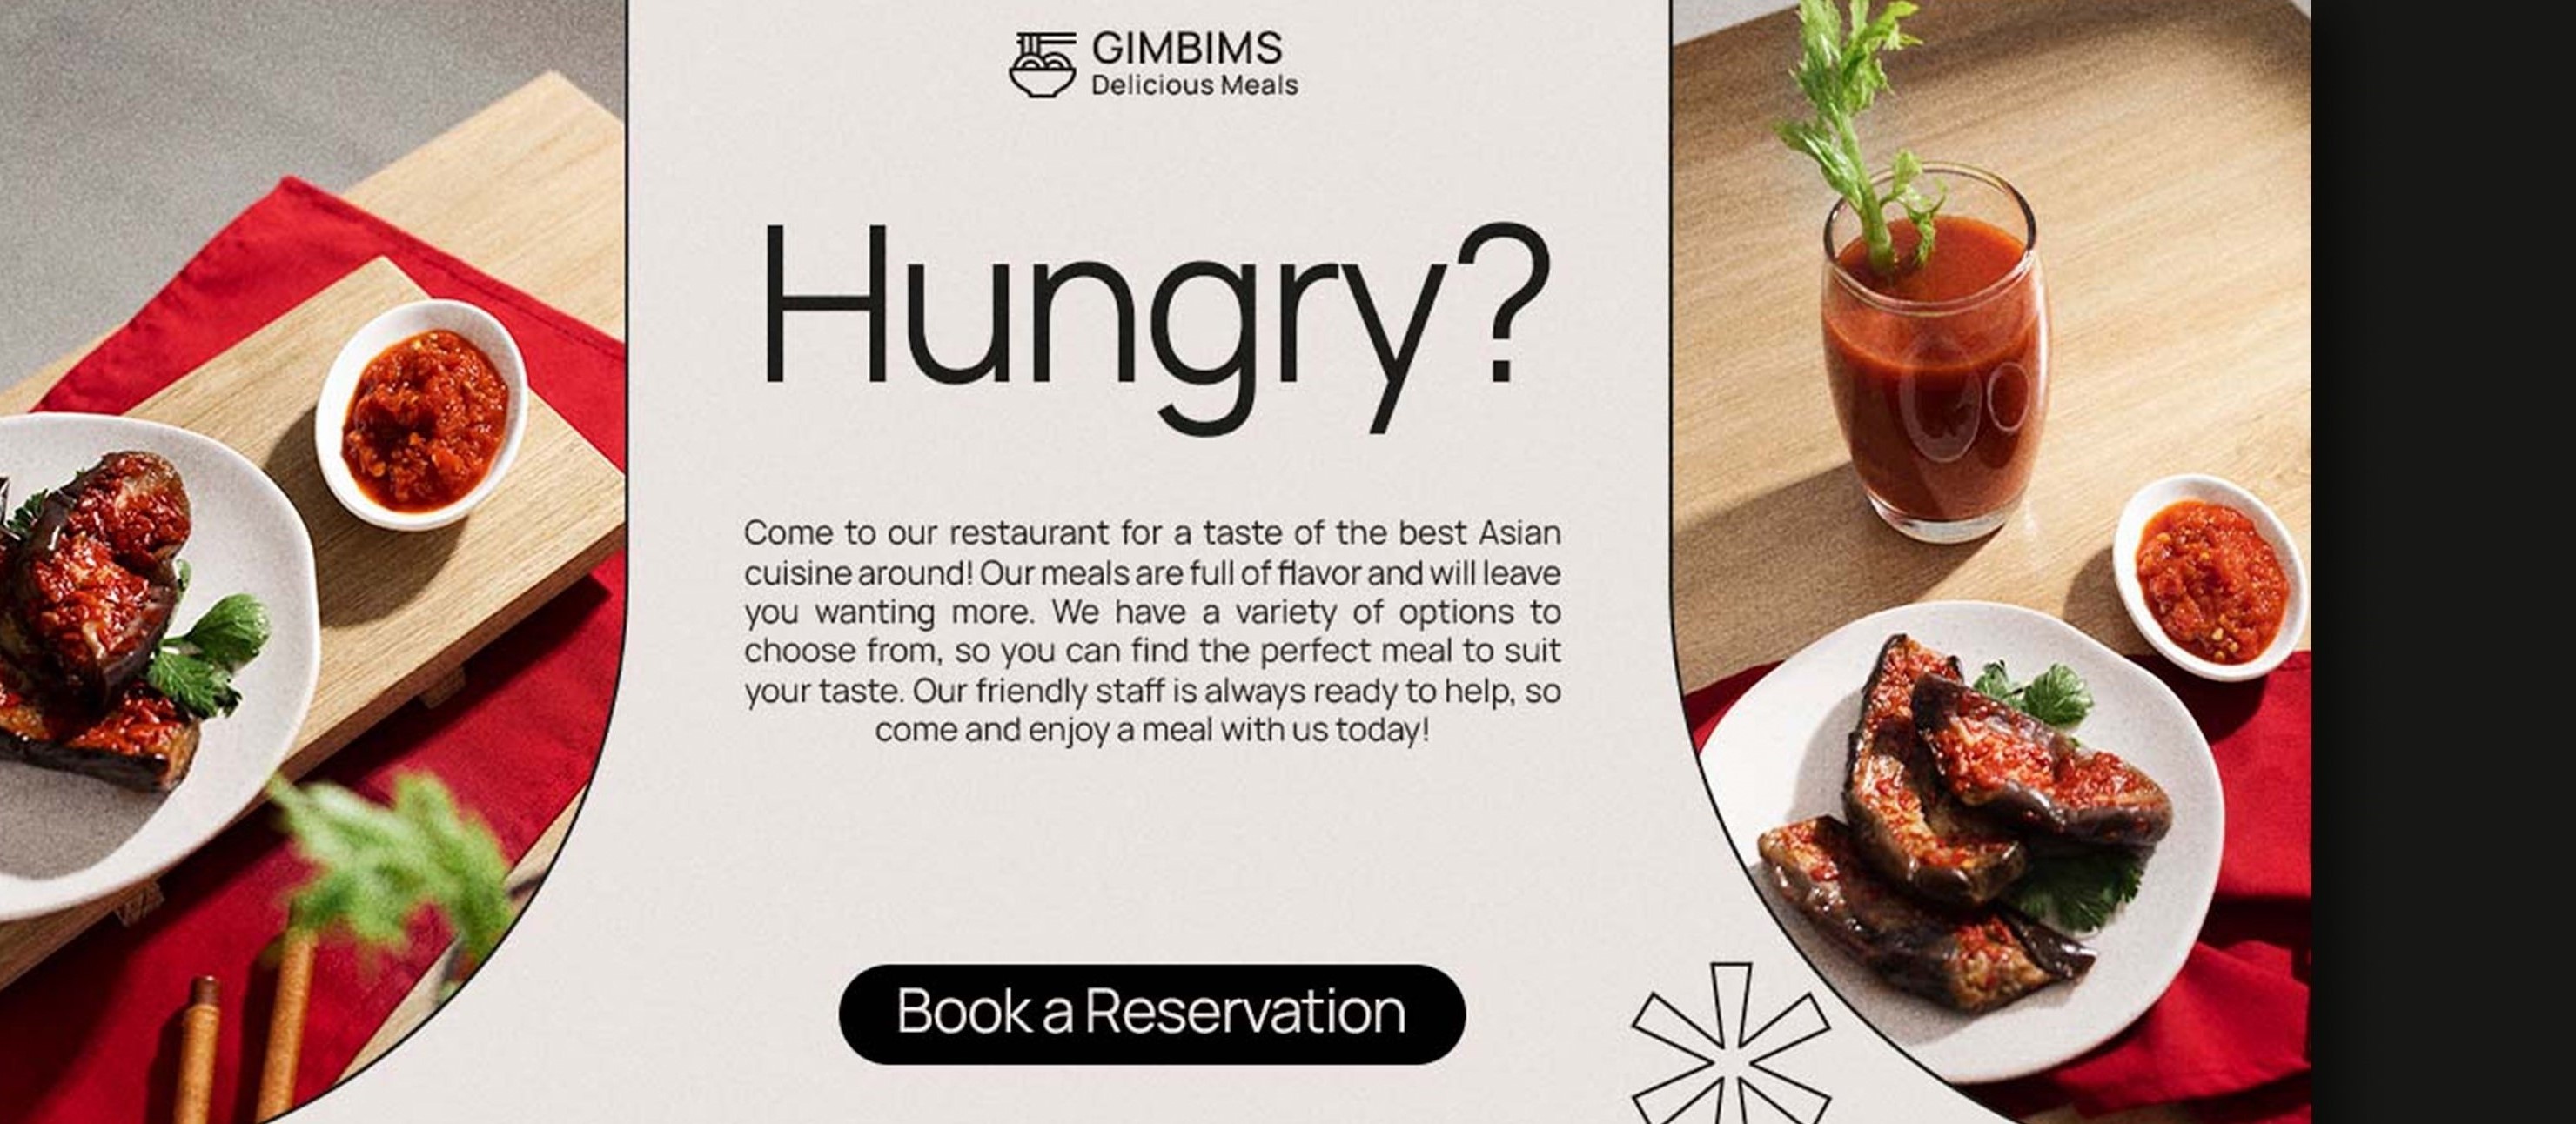 GIMBIMS
Delicious Meals
Hungry?
Come to our restaurant for a taste of the best Asian
cuisine around! Our meals are full of flavor and will leave
you wanting more. We have a variety of options to
choose from, so you can find the perfect meal to suit
your taste. Our friendly staff is always ready to help, so
come and enjoy a meal with us today!
Book a Reservation